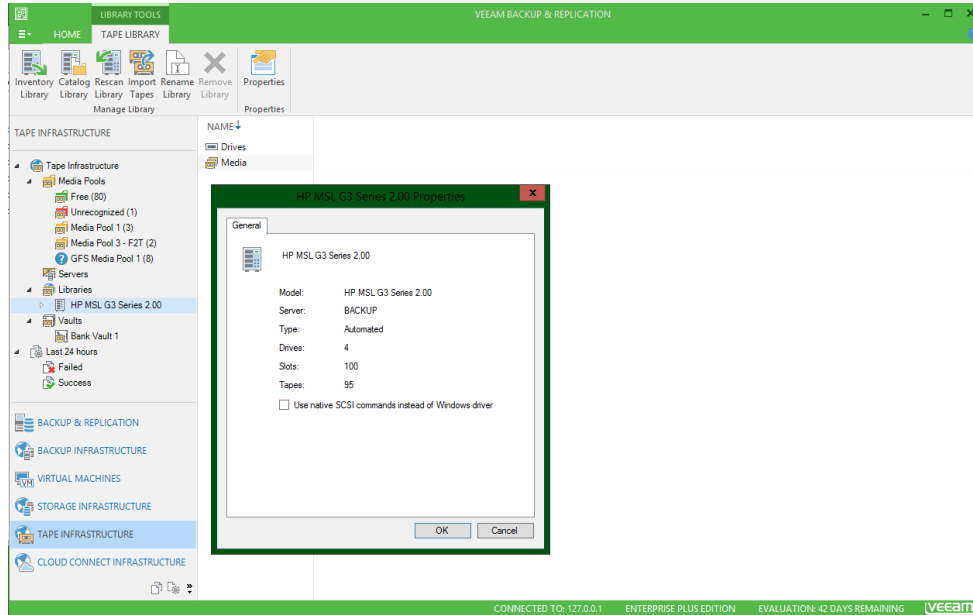 LIBRARY TOOLS
VEEAM BACKUP & REPLICATION
HOME TAPE LIBRARY
Inventory Library
Catalog Library
Rescan Library
Import Tapes
Rename Library
Remove Library
Properties
Manage Library
Properties
TAPE INFRASTRUCTURE
Tape Infrastructure
Media Pools
Free (80)
Unrecognized (1)
Media Pool 1 (3)
Media Pool 3 - F2T (2)
GFS Media Pool 1 (8)
Servers
Libraries
HP MSL G3 Series 2.00
Vaults
Bank Vault 1
Last 24 hours
Failed
Success
BACKUP & REPLICATION
BACKUP INFRASTRUCTURE
VIRTUAL MACHINES
STORAGE INFRASTRUCTURE
TAPE INFRASTRUCTURE
CLOUD CONNECT INFRASTRUCTURE
NAME
Drives
Media
HP MSL G3 Series 2.00 Properties
General
HP MSL G3 Series 2.00
Model: HP MSL G3 Series 2.00
Server: BACKUP
Type: Automated
Drives: 4
Slots: 100
Tapes: 95
Use native SCSI commands instead of Windows driver
OK Cancel
CONNECTED TO: 127.0.0.1 ENTERPRISE PLUS EDITION EVALUATION: 42 DAYS REMAINING veeam